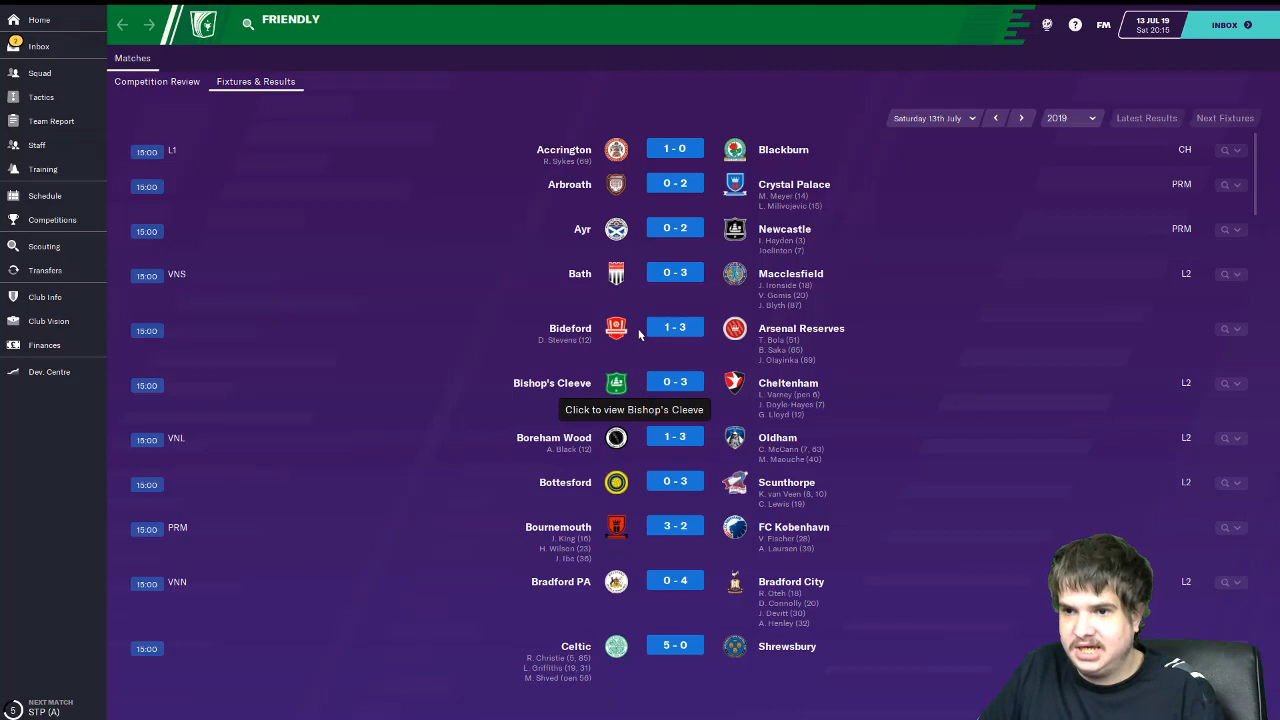 Home
FRIENDLY
FM
13 JUL 19
Sat 20:15
INBOX
2
Inbox
Squad
Tactics
Team Report
Staff
Training
Schedule
Competitions
Scouting
Transfers
Club Info
Club Vision
Finances
Dev. Centre
5
NEXT MATCH
STP (A)
Matches
Competition Review
Fixtures & Results
Saturday 13th July
2019
Latest Results
Next Fixtures
15:00 L1 Accrington 1 - 0 Blackburn CH
R. Sykes (69)
15:00 Arbroath 0 - 2 Crystal Palace PRM
M. Meyer (14)
L. Milivojevic (15)
15:00 Ayr 0 - 2 Newcastle PRM
I. Hayden (3)
Joelinton (7)
15:00 VNS Bath 0 - 3 Macclesfield L2
J. Ironside (18)
V. Gomis (20)
J. Blyth (87)
15:00 Bideford 1 - 3 Arsenal Reserves
D. Stevens (12) T. Bola (51)
B. Saka (65)
J. Olayinka (89)
15:00 Bishop's Cleeve 0 - 3 Cheltenham L2
L. Varney (pen 6)
J. Doyle-Hayes (7)
G. Lloyd (12)
Click to view Bishop's Cleeve
15:00 VNL Boreham Wood 1 - 3 Oldham L2
A. Black (12) C. McCann (7, 63)
M. Maouche (40)
15:00 Bottesford 0 - 3 Scunthorpe L2
K. van Veen (8, 10)
C. Lewis (19)
15:00 PRM Bournemouth 3 - 2 FC København
J. King (16) V. Fischer (28)
H. Wilson (23) A. Laursen (39)
J. Ibe (36)
15:00 VNN Bradford PA 0 - 4 Bradford City L2
R. Oteh (18)
D. Connolly (20)
J. Devitt (30)
A. Henley (32)
15:00 Celtic 5 - 0 Shrewsbury
R. Christie (5, 85)
L. Griffiths (19, 31)
M. Shved (pen 56)